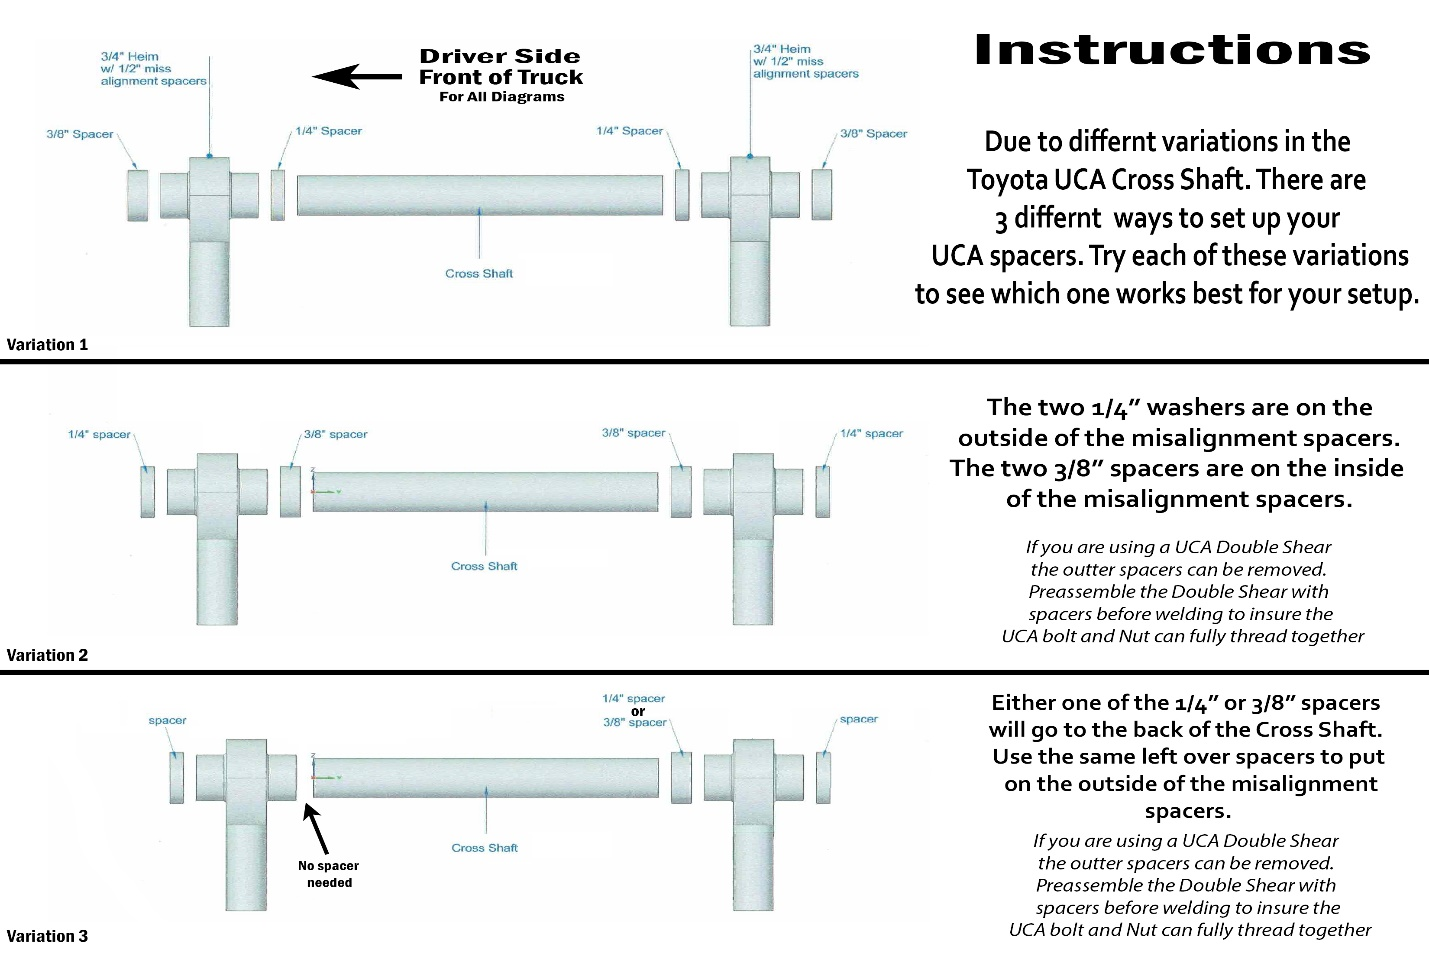 Instructions
3/4" Heim
w/ 1/2" miss
alignment spacers
Driver Side
Front of Truck
For All Diagrams
3/4" Heim
w/ 1/2" miss
alignment spacers
3/8" Spacer
1/4" Spacer
1/4" Spacer
3/8" Spacer
Cross Shaft
Variation 1
Due to differnt variations in the
Toyota UCA Cross Shaft. There are
3 differnt ways to set up your
UCA spacers. Try each of these variations
to see which one works best for your setup.
1/4" spacer
3/8" spacer
3/8" spacer
1/4" spacer
Z
Y
Cross Shaft
Variation 2
The two 1/4" washers are on the
outside of the misalignment spacers.
The two 3/8" spacers are on the inside
of the misalignment spacers.
If you are using a UCA Double Shear
the outter spacers can be removed.
Preassemble the Double Shear with
spacers before welding to insure the
UCA bolt and Nut can fully thread together
spacer
1/4" spacer
or
3/8" spacer
spacer
Z
Y
Cross Shaft
No spacer
needed
Variation 3
Either one of the 1/4" or 3/8" spacers
will go to the back of the Cross Shaft.
Use the same left over spacers to put
on the outside of the misalignment
spacers.
If you are using a UCA Double Shear
the outter spacers can be removed.
Preassemble the Double Shear with
spacers before welding to insure the
UCA bolt and Nut can fully thread together